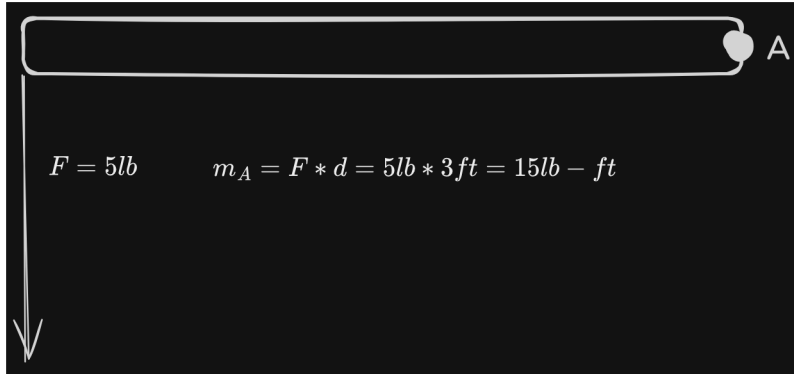 A
F = 5lb
m_A = F * d = 5lb * 3ft = 15lb − ft